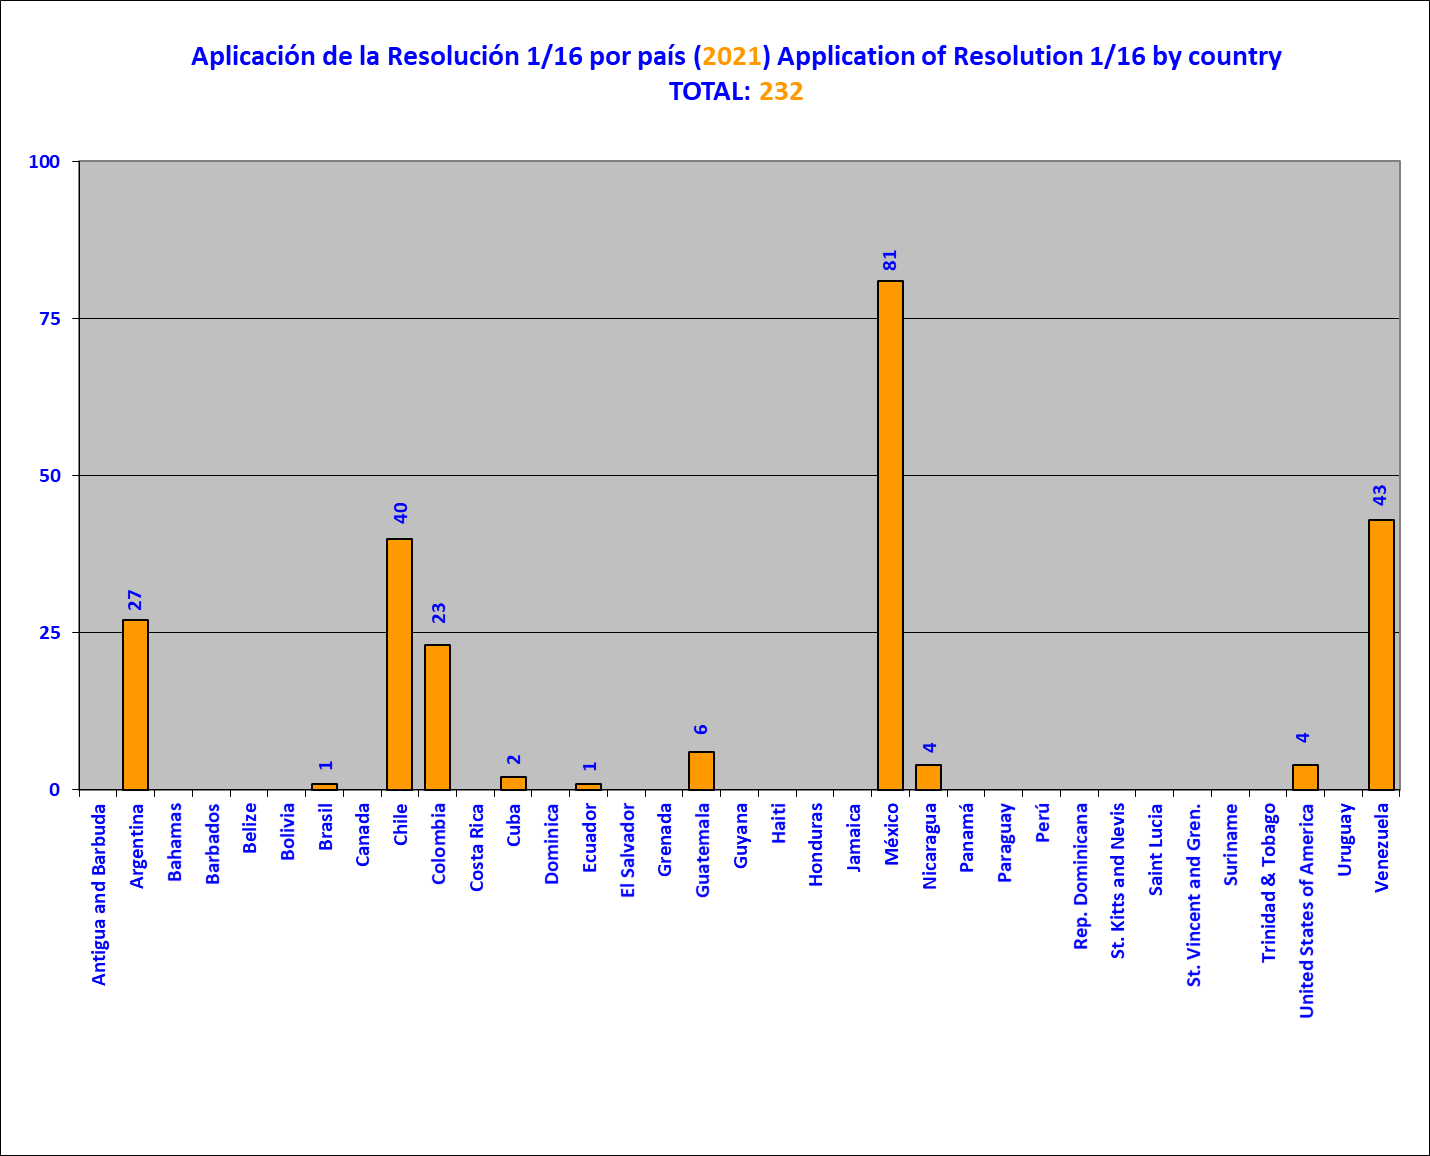 Aplicación de la Resolución 1/16 por país (2021) Application of Resolution 1/16 by country
TOTAL: 232
100
75
50
25
0
27
1
40
23
2
1
6
81
4
4
43
Antigua and Barbuda
Argentina
Bahamas
Barbados
Belize
Bolivia
Brasil
Canada
Chile
Colombia
Costa Rica
Cuba
Dominica
Ecuador
El Salvador
Grenada
Guatemala
Guyana
Haiti
Honduras
Jamaica
México
Nicaragua
Panamá
Paraguay
Perú
Rep. Dominicana
St. Kitts and Nevis
Saint Lucia
St. Vincent and Gren.
Suriname
Trinidad & Tobago
United States of America
Uruguay
Venezuela